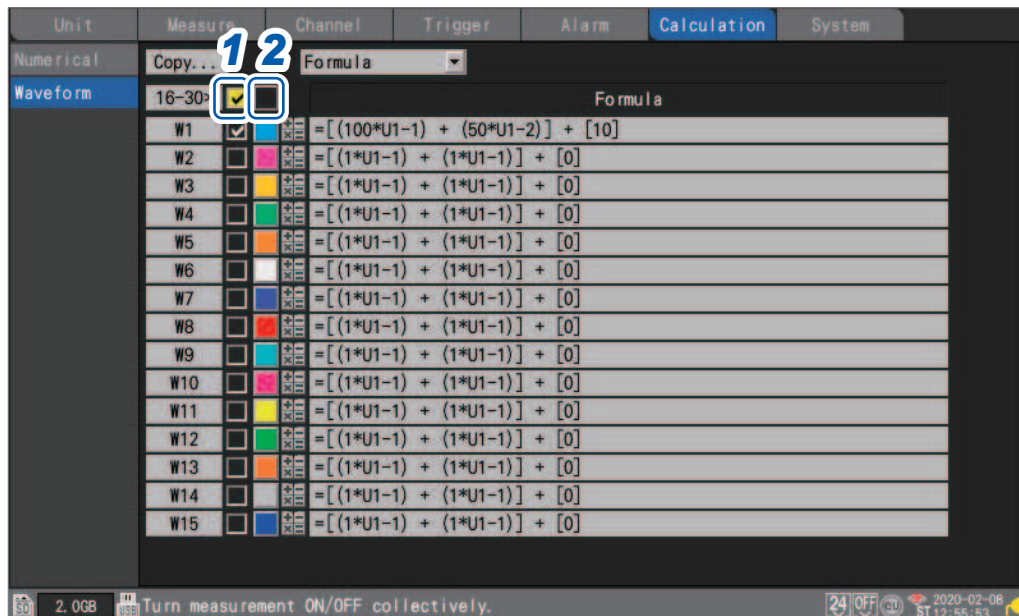 Unit Measure Channel Trigger Alarm Calculation System
Numerical
Waveform
Copy... 1 2 Formula
16-30> Formula
W1 =[(100*U1-1) + (50*U1-2)] + [10]
W2 =[(1*U1-1) + (1*U1-1)] + [0]
W3 =[(1*U1-1) + (1*U1-1)] + [0]
W4 =[(1*U1-1) + (1*U1-1)] + [0]
W5 =[(1*U1-1) + (1*U1-1)] + [0]
W6 =[(1*U1-1) + (1*U1-1)] + [0]
W7 =[(1*U1-1) + (1*U1-1)] + [0]
W8 =[(1*U1-1) + (1*U1-1)] + [0]
W9 =[(1*U1-1) + (1*U1-1)] + [0]
W10 =[(1*U1-1) + (1*U1-1)] + [0]
W11 =[(1*U1-1) + (1*U1-1)] + [0]
W12 =[(1*U1-1) + (1*U1-1)] + [0]
W13 =[(1*U1-1) + (1*U1-1)] + [0]
W14 =[(1*U1-1) + (1*U1-1)] + [0]
W15 =[(1*U1-1) + (1*U1-1)] + [0]
SD 2.0GB USB Turn measurement ON/OFF collectively. 24 OFF eu 2020-02-08
ST 12:55:53